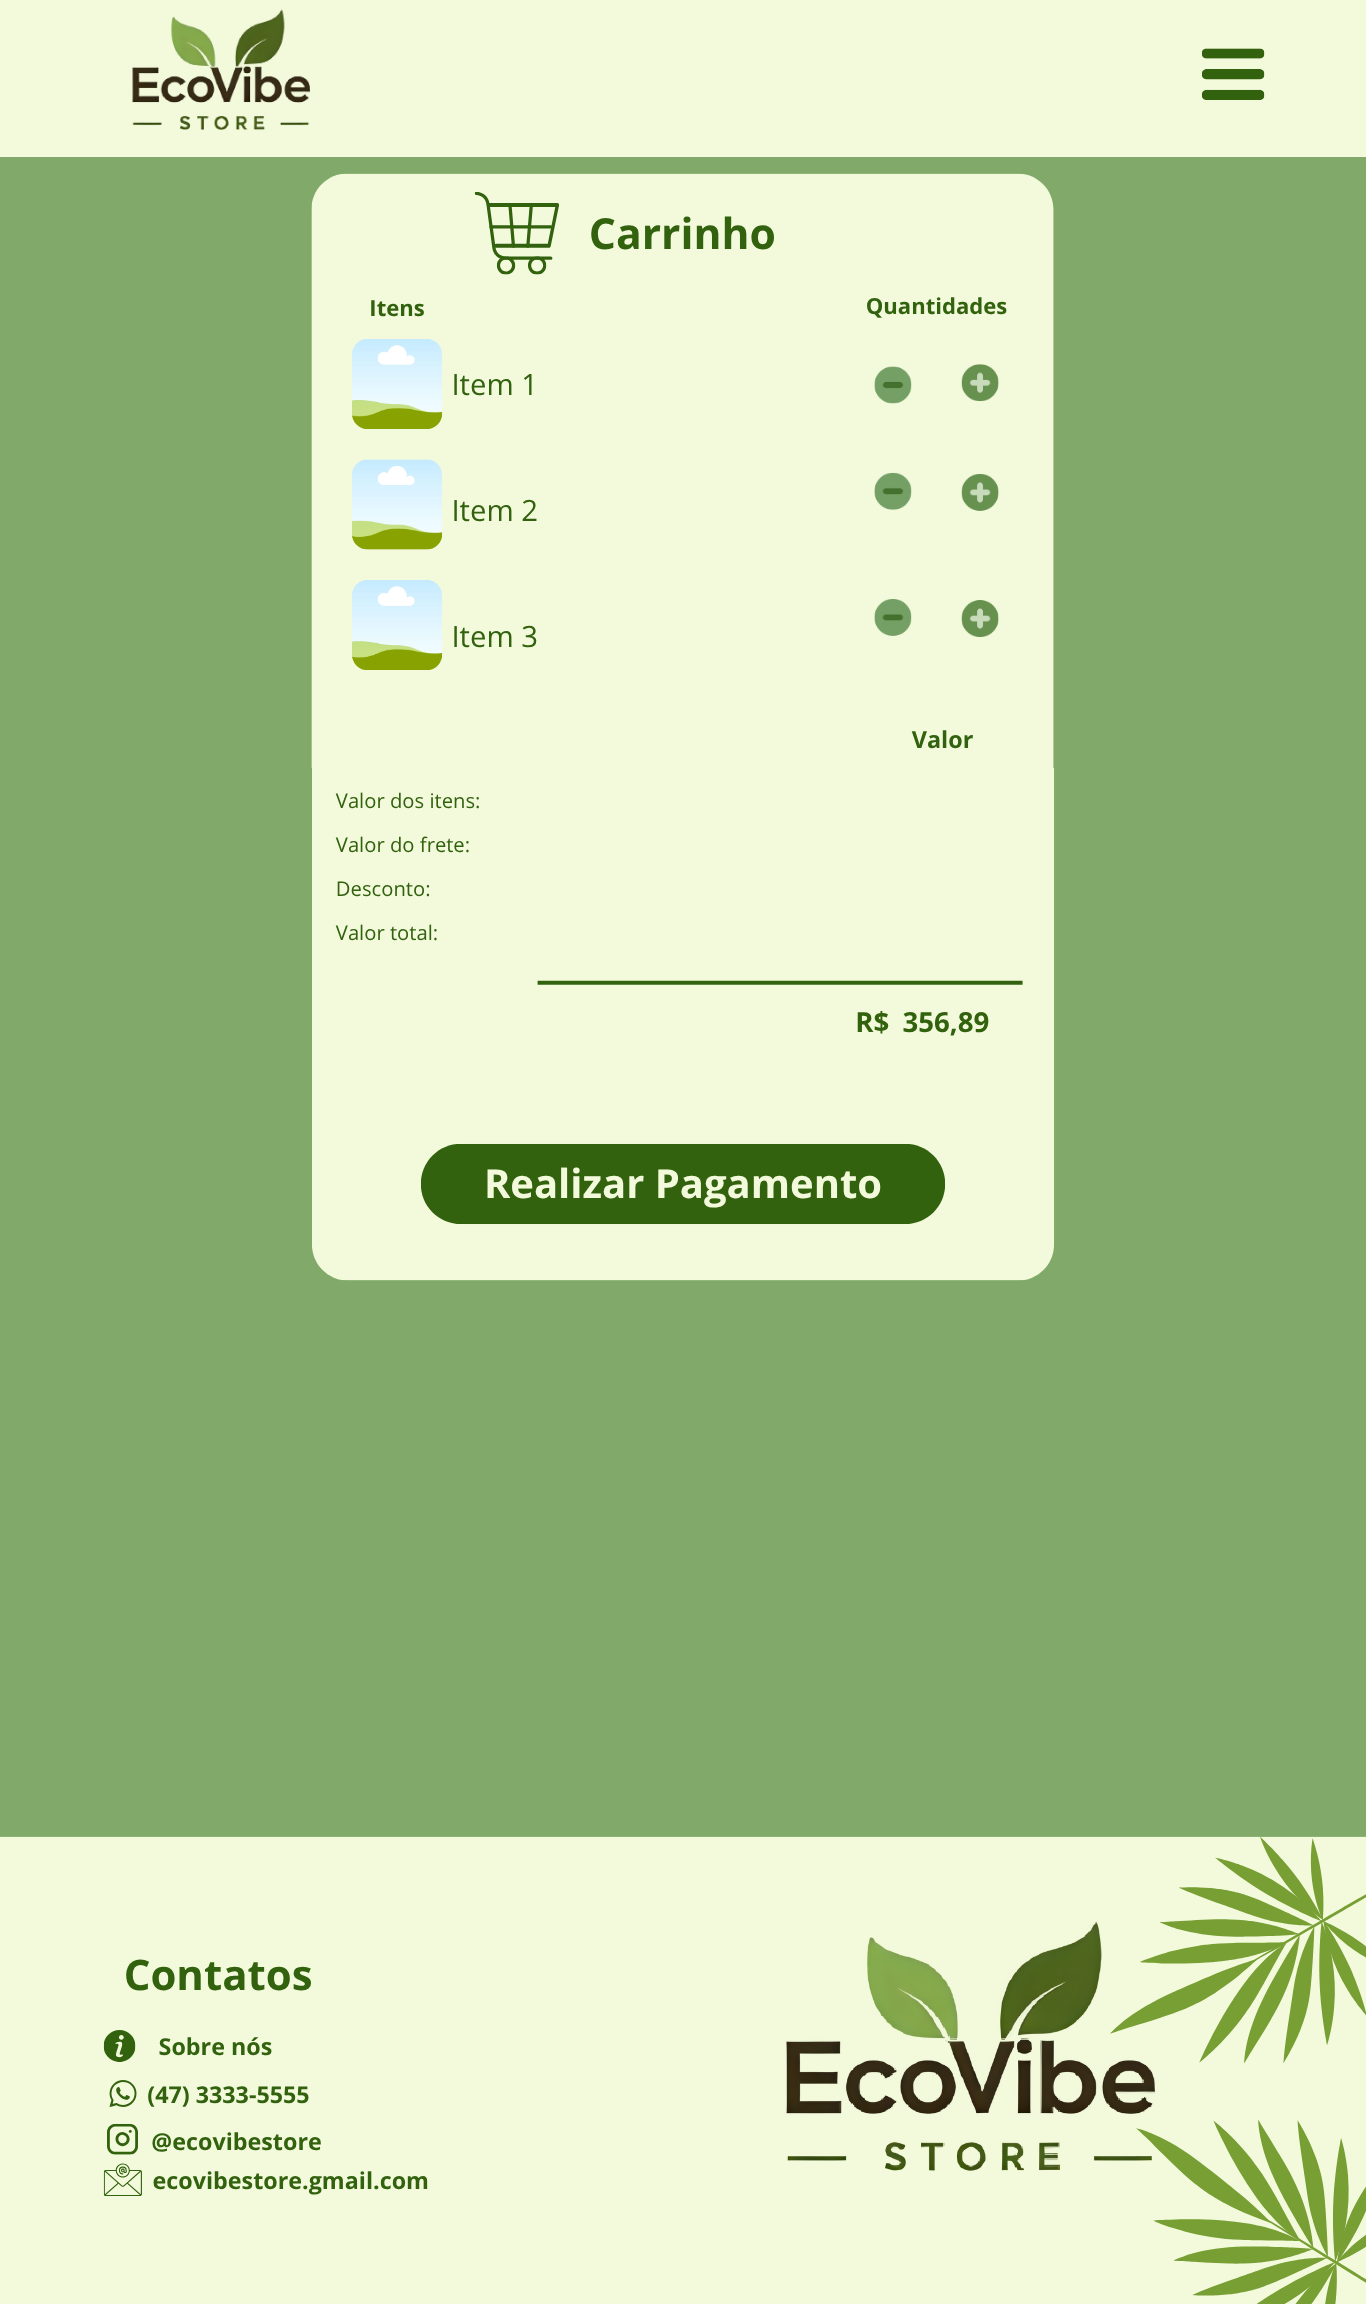 EcoVibe
STORE
Carrinho
Itens
Quantidades
Item 1
Item 2
Item 3
Valor
Valor dos itens:
Valor do frete:
Desconto:
Valor total:
R$ 356,89
Realizar Pagamento
Contatos
Sobre nós
(47) 3333-5555
@ecovibestore
ecovibestore.gmail.com
EcoVibe
STORE